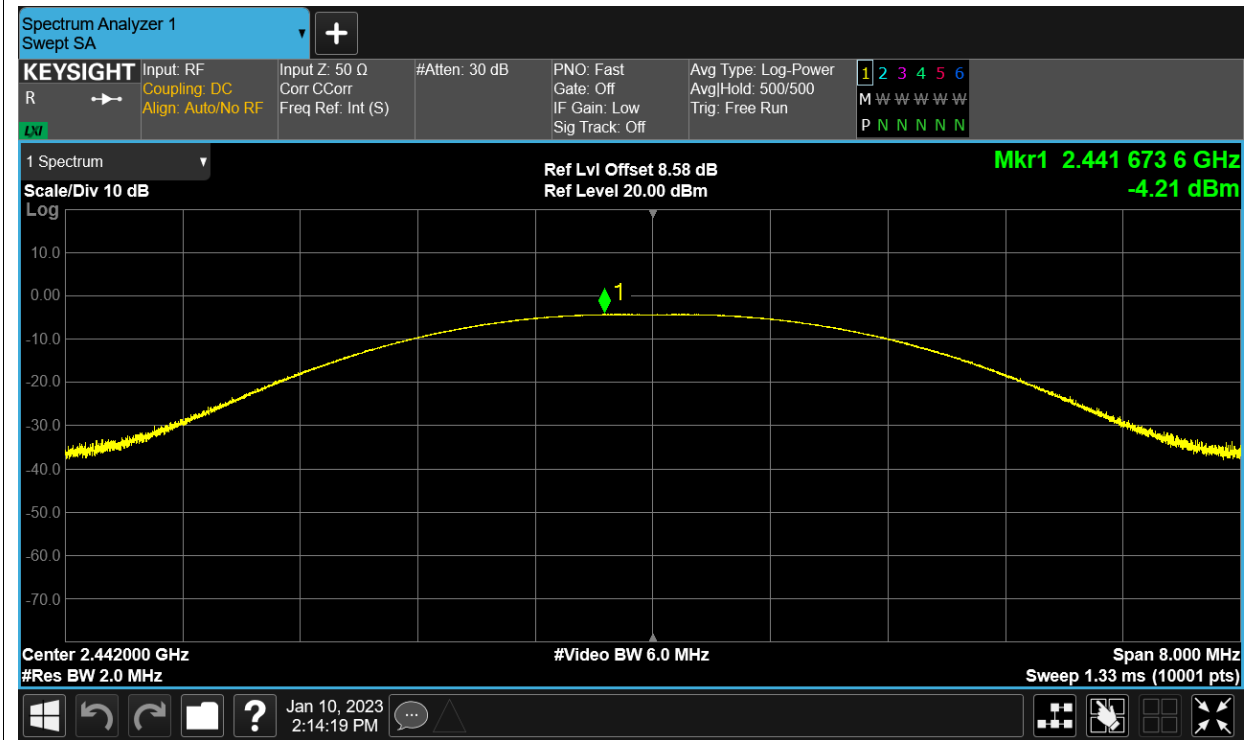 Spectrum Analyzer 1
Swept SA
KEYSIGHT
R
LXI
Input: RF
Coupling: DC
Align: Auto/No RF
Input Z: 50 Ω
Corr CCorr
Freq Ref: Int (S)
#Atten: 30 dB
PNO: Fast
Gate: Off
IF Gain: Low
Sig Track: Off
Avg Type: Log-Power
Avg|Hold: 500/500
Trig: Free Run
1 2 3 4 5 6
M W W W W W
P N N N N N
1 Spectrum
Scale/Div 10 dB
Log
Ref Lvl Offset 8.58 dB
Ref Level 20.00 dBm
Mkr1 2.441 673 6 GHz
-4.21 dBm
10.0
0.00
-10.0
-20.0
-30.0
-40.0
-50.0
-60.0
-70.0
1
Center 2.442000 GHz
#Res BW 2.0 MHz
#Video BW 6.0 MHz
Span 8.000 MHz
Sweep 1.33 ms (10001 pts)
?
Jan 10, 2023
2:14:19 PM